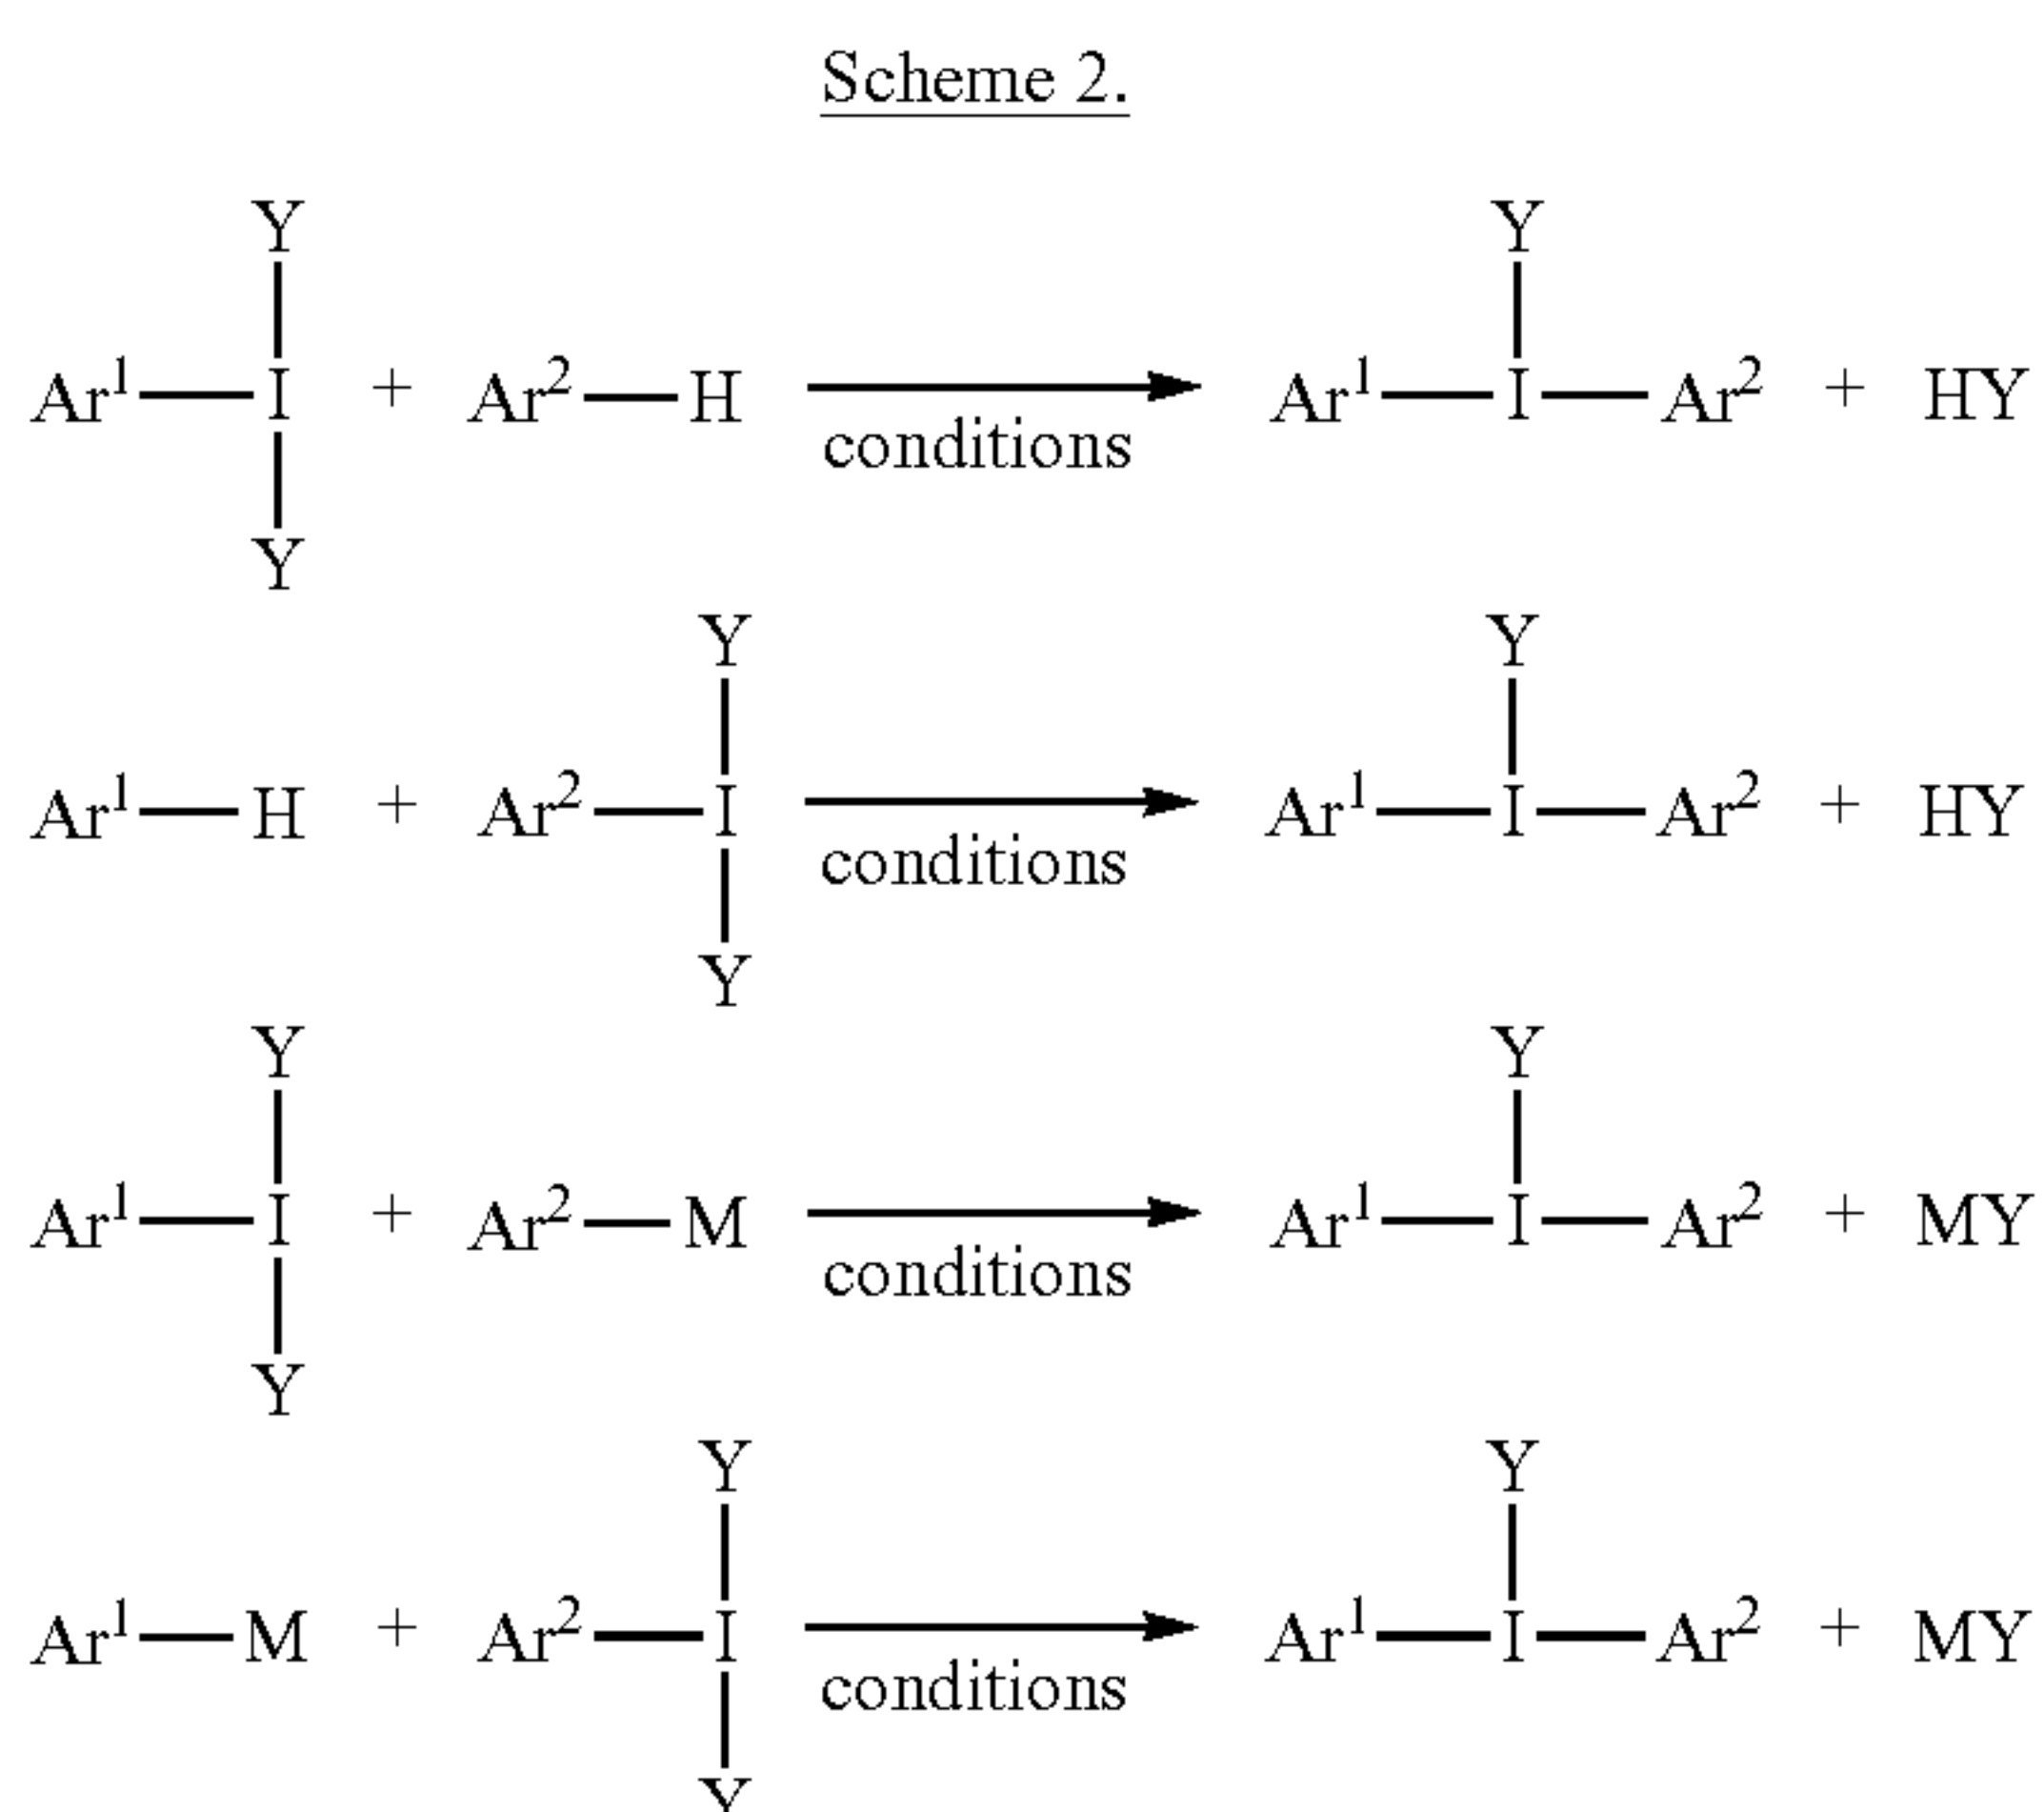 Scheme 2.
Y
Ar¹—I + Ar²—H conditions Ar¹—I—Ar² + HY
Y
Y
Ar¹—H + Ar²—I conditions Ar¹—I—Ar² + HY
Y
Y
Ar¹—I + Ar²—M conditions Ar¹—I—Ar² + MY
Y
Y
Ar¹—M + Ar²—I conditions Ar¹—I—Ar² + MY
Y